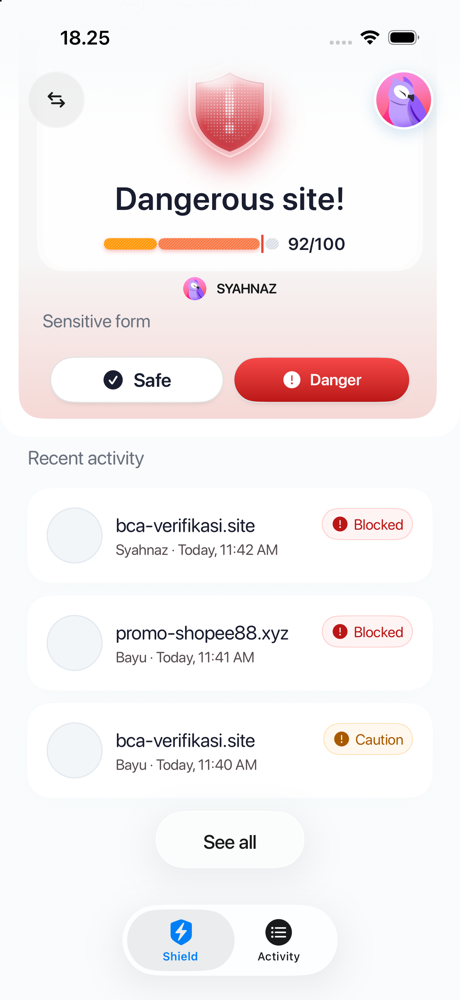 18.25
Dangerous site!
92/100
SYAHNAZ
Sensitive form
Safe
Danger
Recent activity
bca-verifikasi.site
Blocked
Syahnaz · Today, 11:42 AM
promo-shopee88.xyz
Blocked
Bayu · Today, 11:41 AM
bca-verifikasi.site
Caution
Bayu · Today, 11:40 AM
See all
Shield
Activity